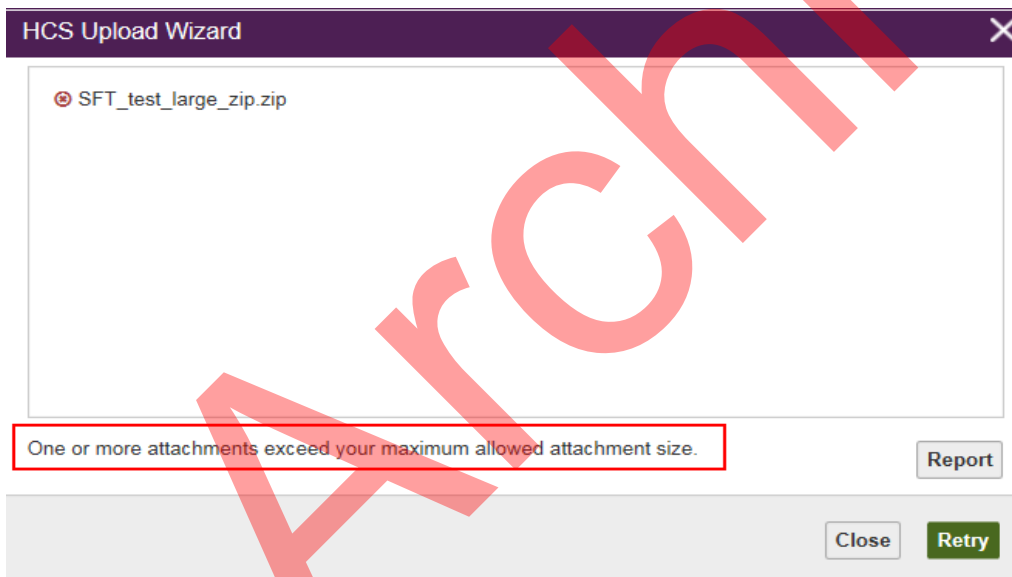 HCS Upload Wizard
SFT_test_large_zip.zip
One or more attachments exceed your maximum allowed attachment size.
Report
Close
Retry
Archi